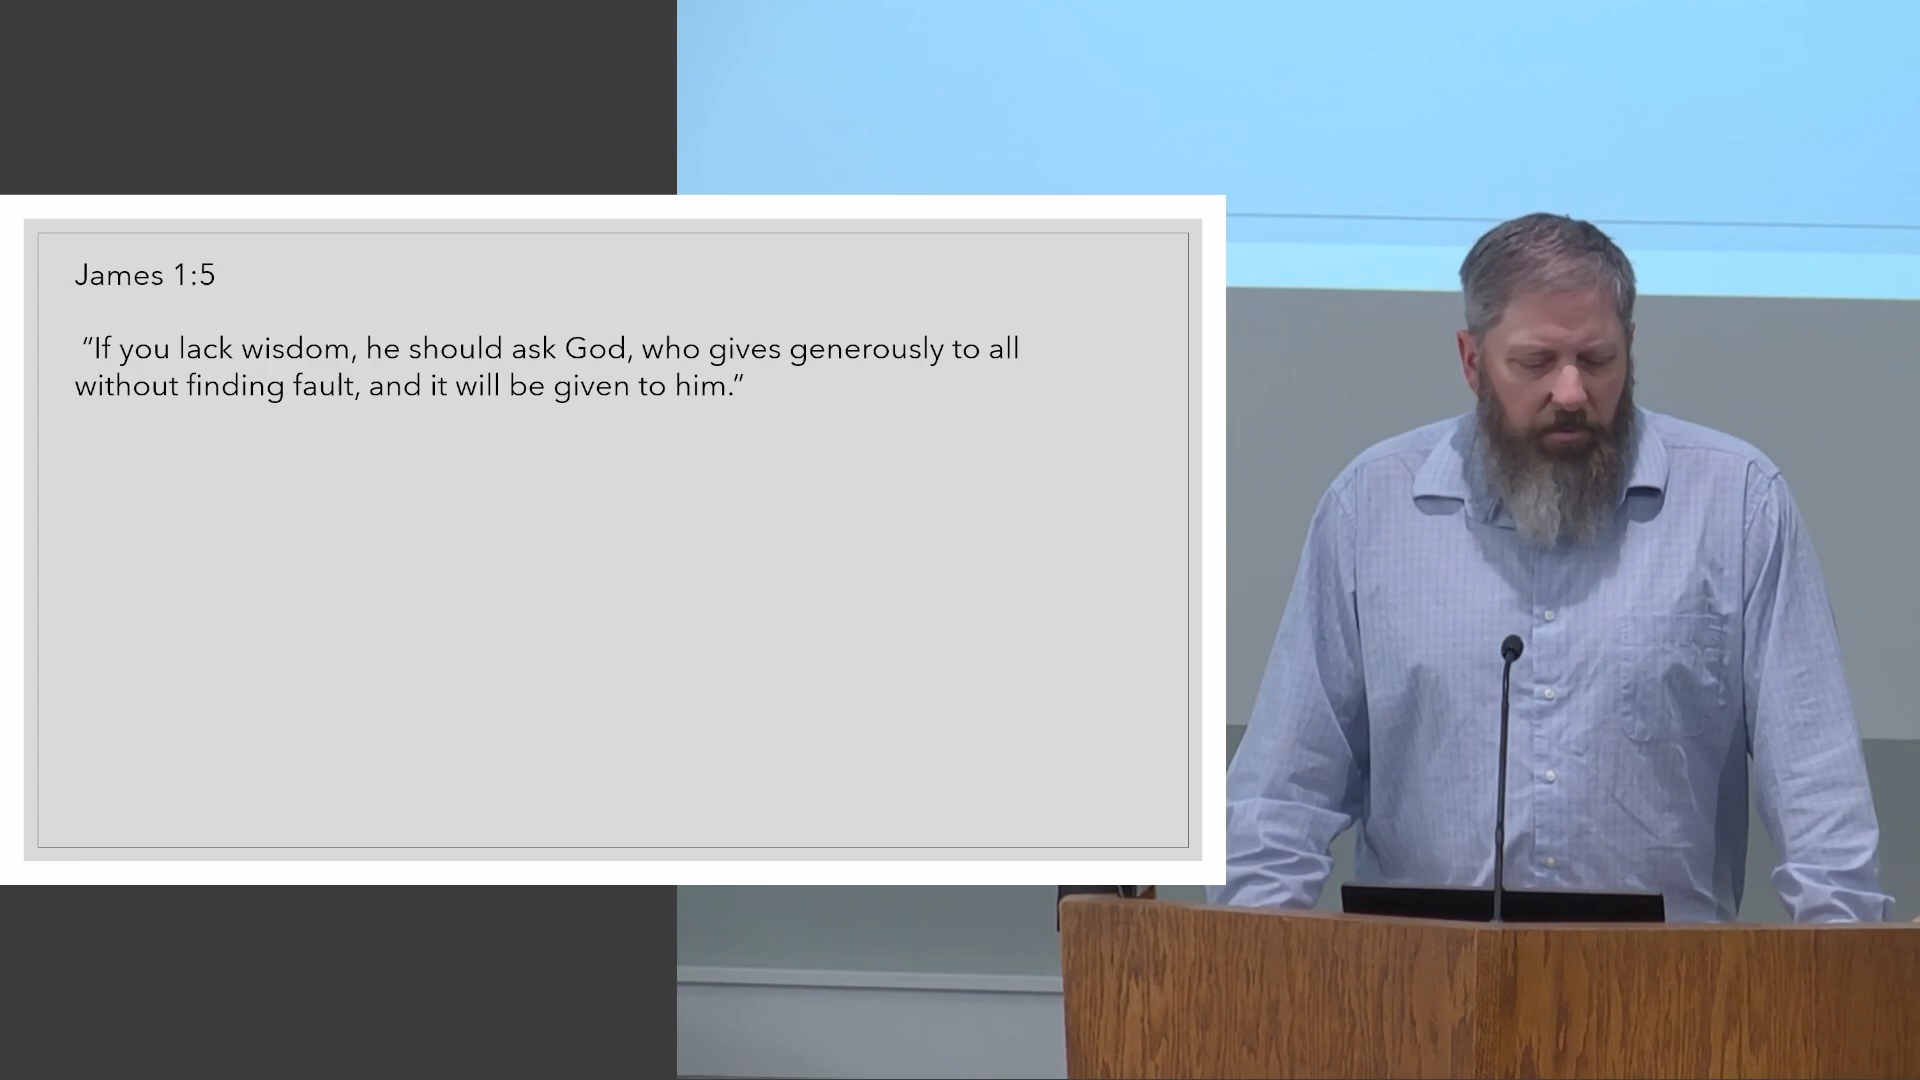 James 1:5
“If you lack wisdom, he should ask God, who gives generously to all
without finding fault, and it will be given to him.”